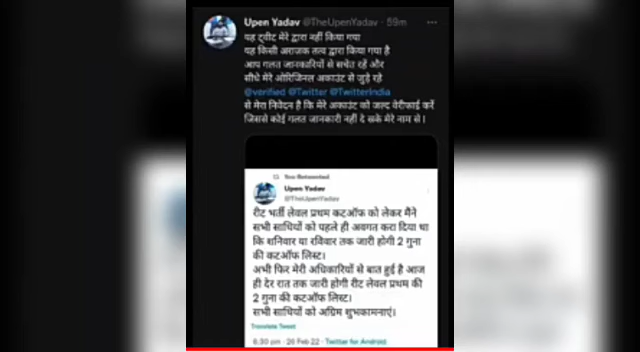 Upen Yadav @TheUpenYadav · 59m
यह ट्वीट मेरे द्वारा नहीं किया गया
यह किसी अराजक तत्व द्वारा किया गया है
आप गलत जानकारियों से सचेत रहें और
सीधे मेरे ओरिजिनल अकाउंट से जुड़े रहे
@verified @Twitter @TwitterIndia
से मेरा निवेदन है कि मेरे अकाउंट को जल्द वेरीफाई करें
जिससे कोई गलत जानकारी नहीं दे सके मेरे नाम से ।
You Retweeted
Upen Yadav
@TheUpenYadav
रीट भर्ती लेवल प्रथम कटऑफ को लेकर मैंने
सभी साथियों को पहले ही अवगत करा दिया था
कि शनिवार या रविवार तक जारी होगी 2 गुना
की कटऑफ लिस्ट।
अभी फिर मेरी अधिकारियों से बात हुई है आज
ही देर रात तक जारी होगी रीट लेवल प्रथम की
2 गुना की कटऑफ लिस्ट।
सभी साथियों को अग्रिम शुभकामनाएं।
Translate Tweet
6:30 pm · 26 Feb 22 · Twitter for Android